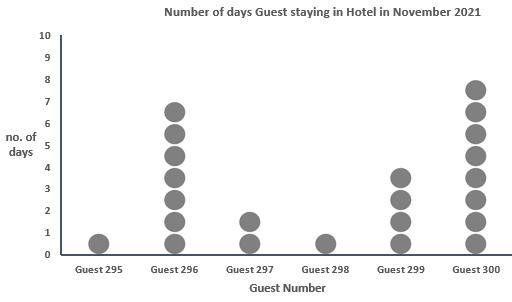 Number of days Guest staying in Hotel in November 2021
10
9
8
7
6
5
4
3
2
1
0
no. of
days
Guest 295 Guest 296 Guest 297 Guest 298 Guest 299 Guest 300
Guest Number